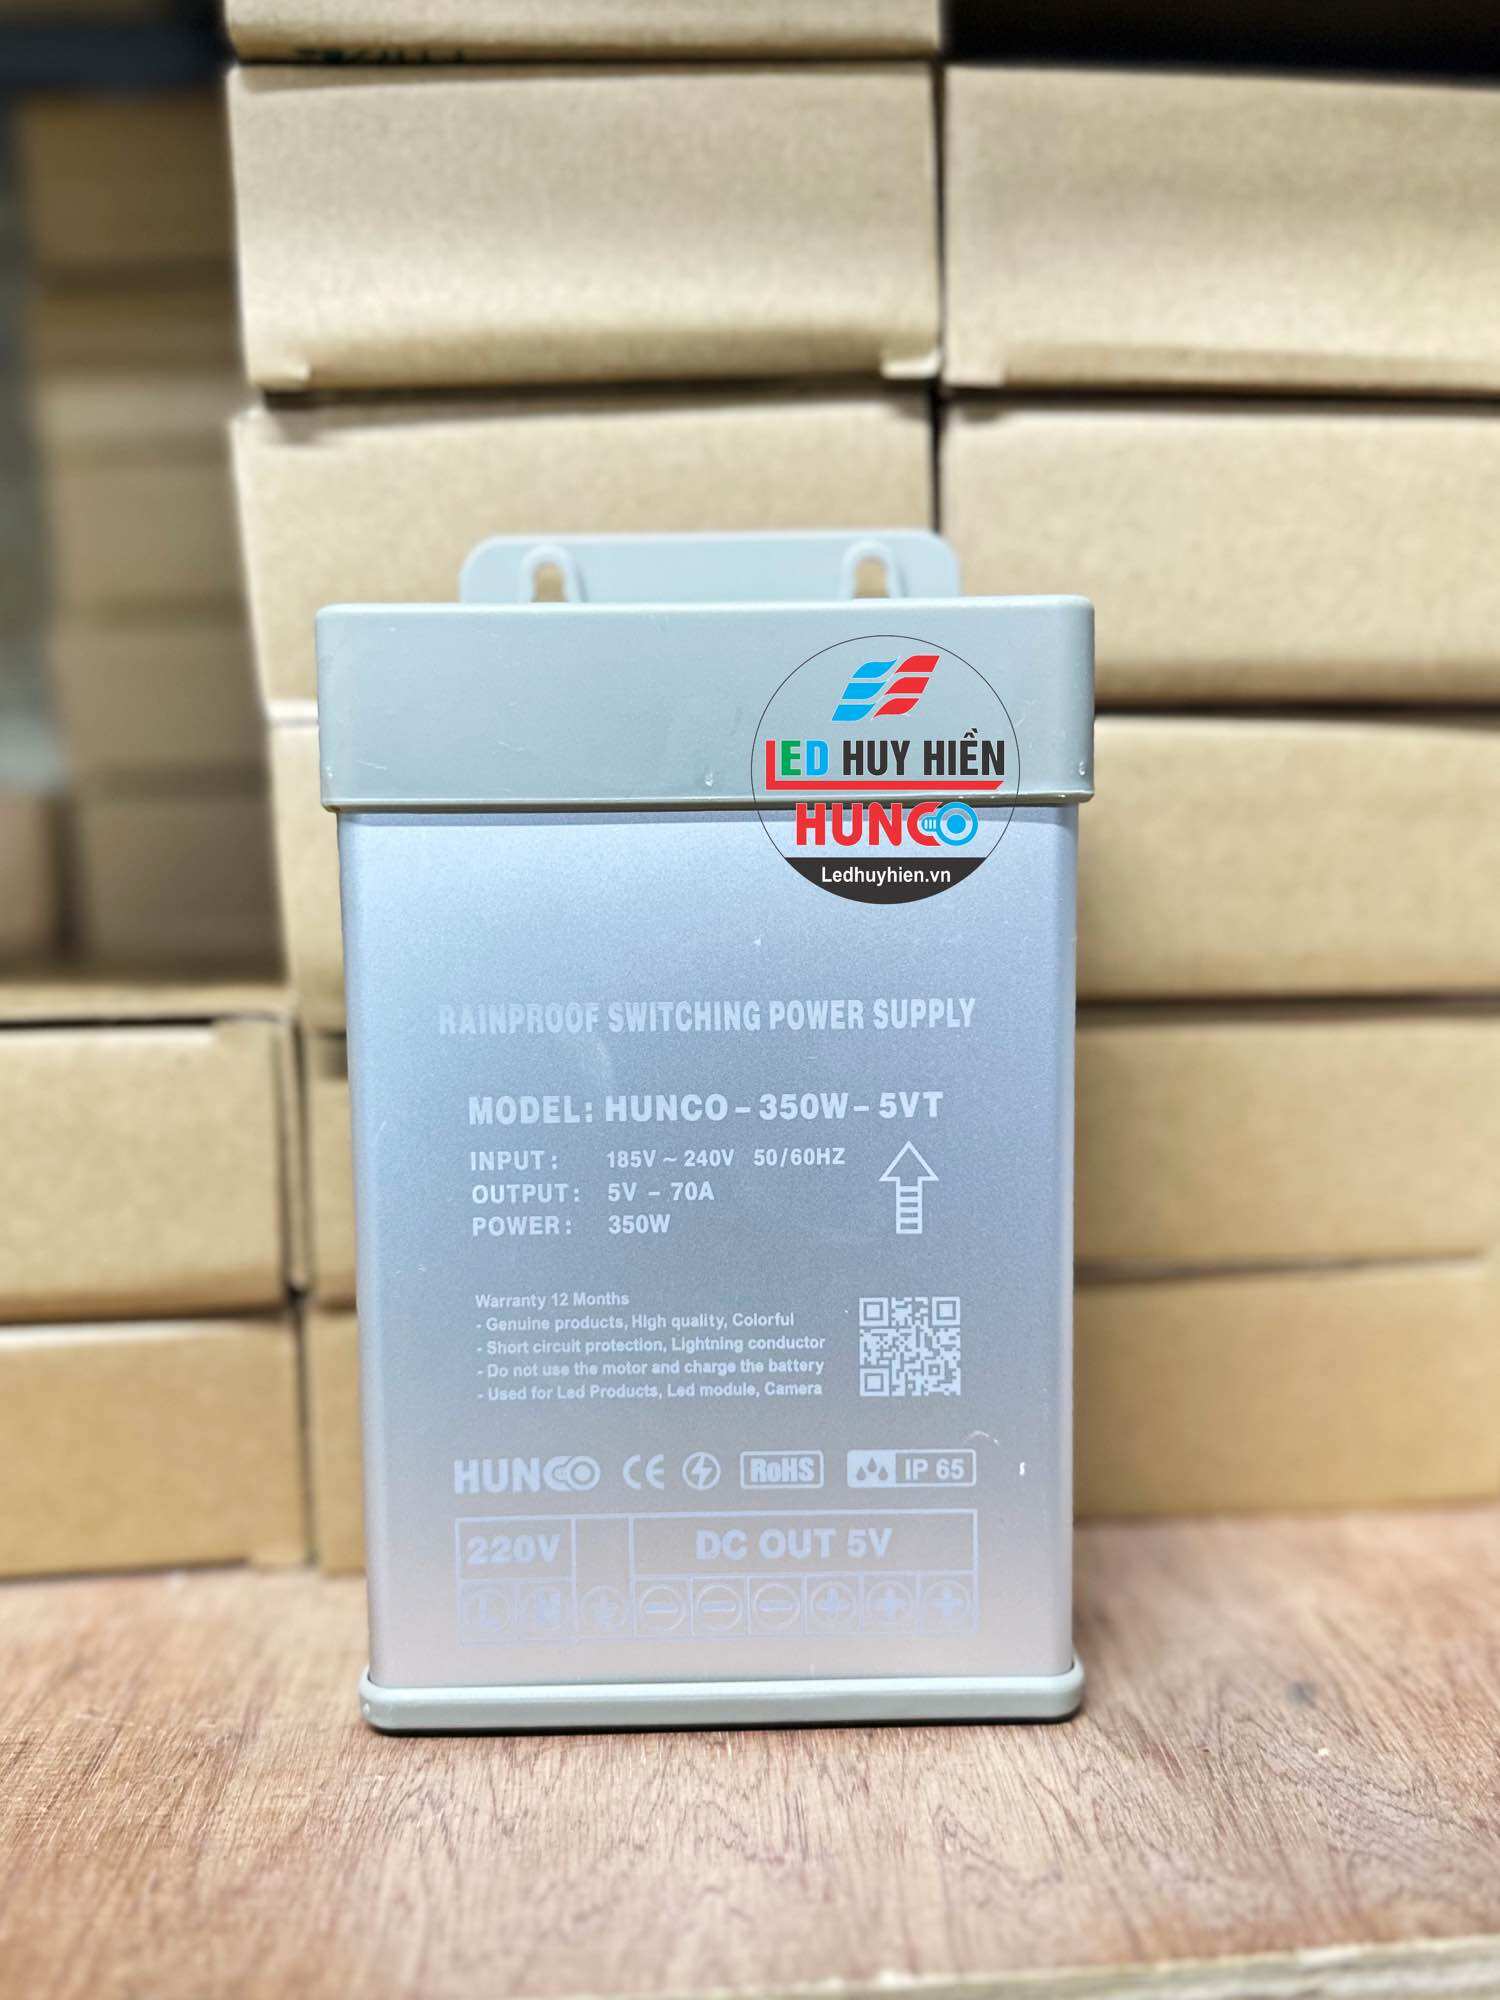 LED HUY HIỀN
HUNCO
Ledhuyhien.vn
RAINPROOF SWITCHING POWER SUPPLY
MODEL: HUNCO - 350W - 5VT
INPUT: 185V ~ 240V 50/60HZ
OUTPUT: 5V - 70A
POWER: 350W
Warranty 12 Months
- Genuine products, High quality, Colorful
- Short circuit protection, Lightning conductor
- Do not use the motor and charge the battery
- Used for Led Products, Led module, Camera
HUNCO CE RoHS IP 65
220V DC OUT 5V
L N - - - + + +